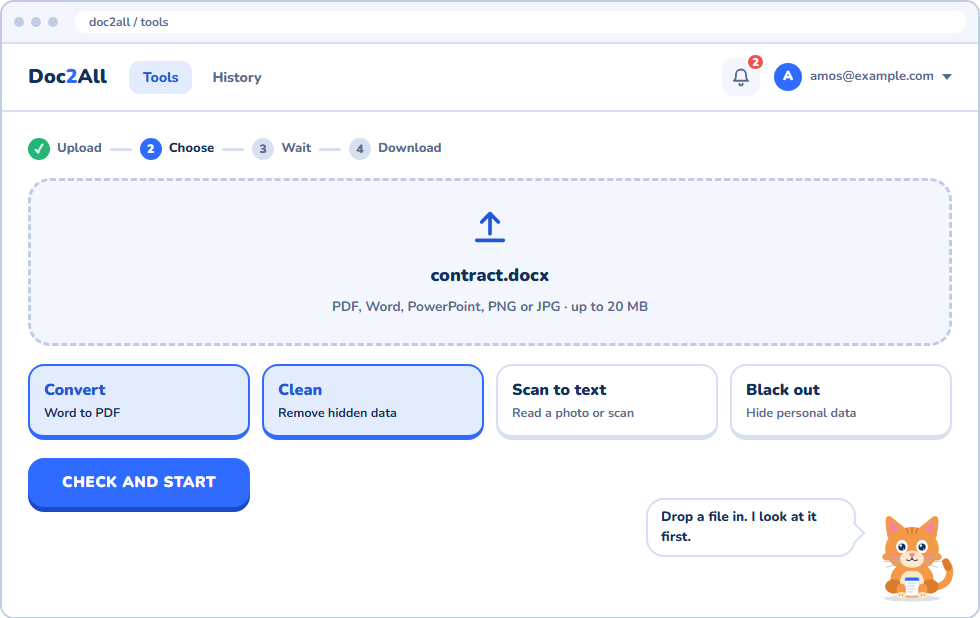 doc2all / tools
Doc2All
Tools
History
2
A
amos@example.com
✓ Upload
2 Choose
3 Wait
4 Download
contract.docx
PDF, Word, PowerPoint, PNG or JPG · up to 20 MB
Convert
Word to PDF
Clean
Remove hidden data
Scan to text
Read a photo or scan
Black out
Hide personal data
CHECK AND START
Drop a file in. I look at it
first.